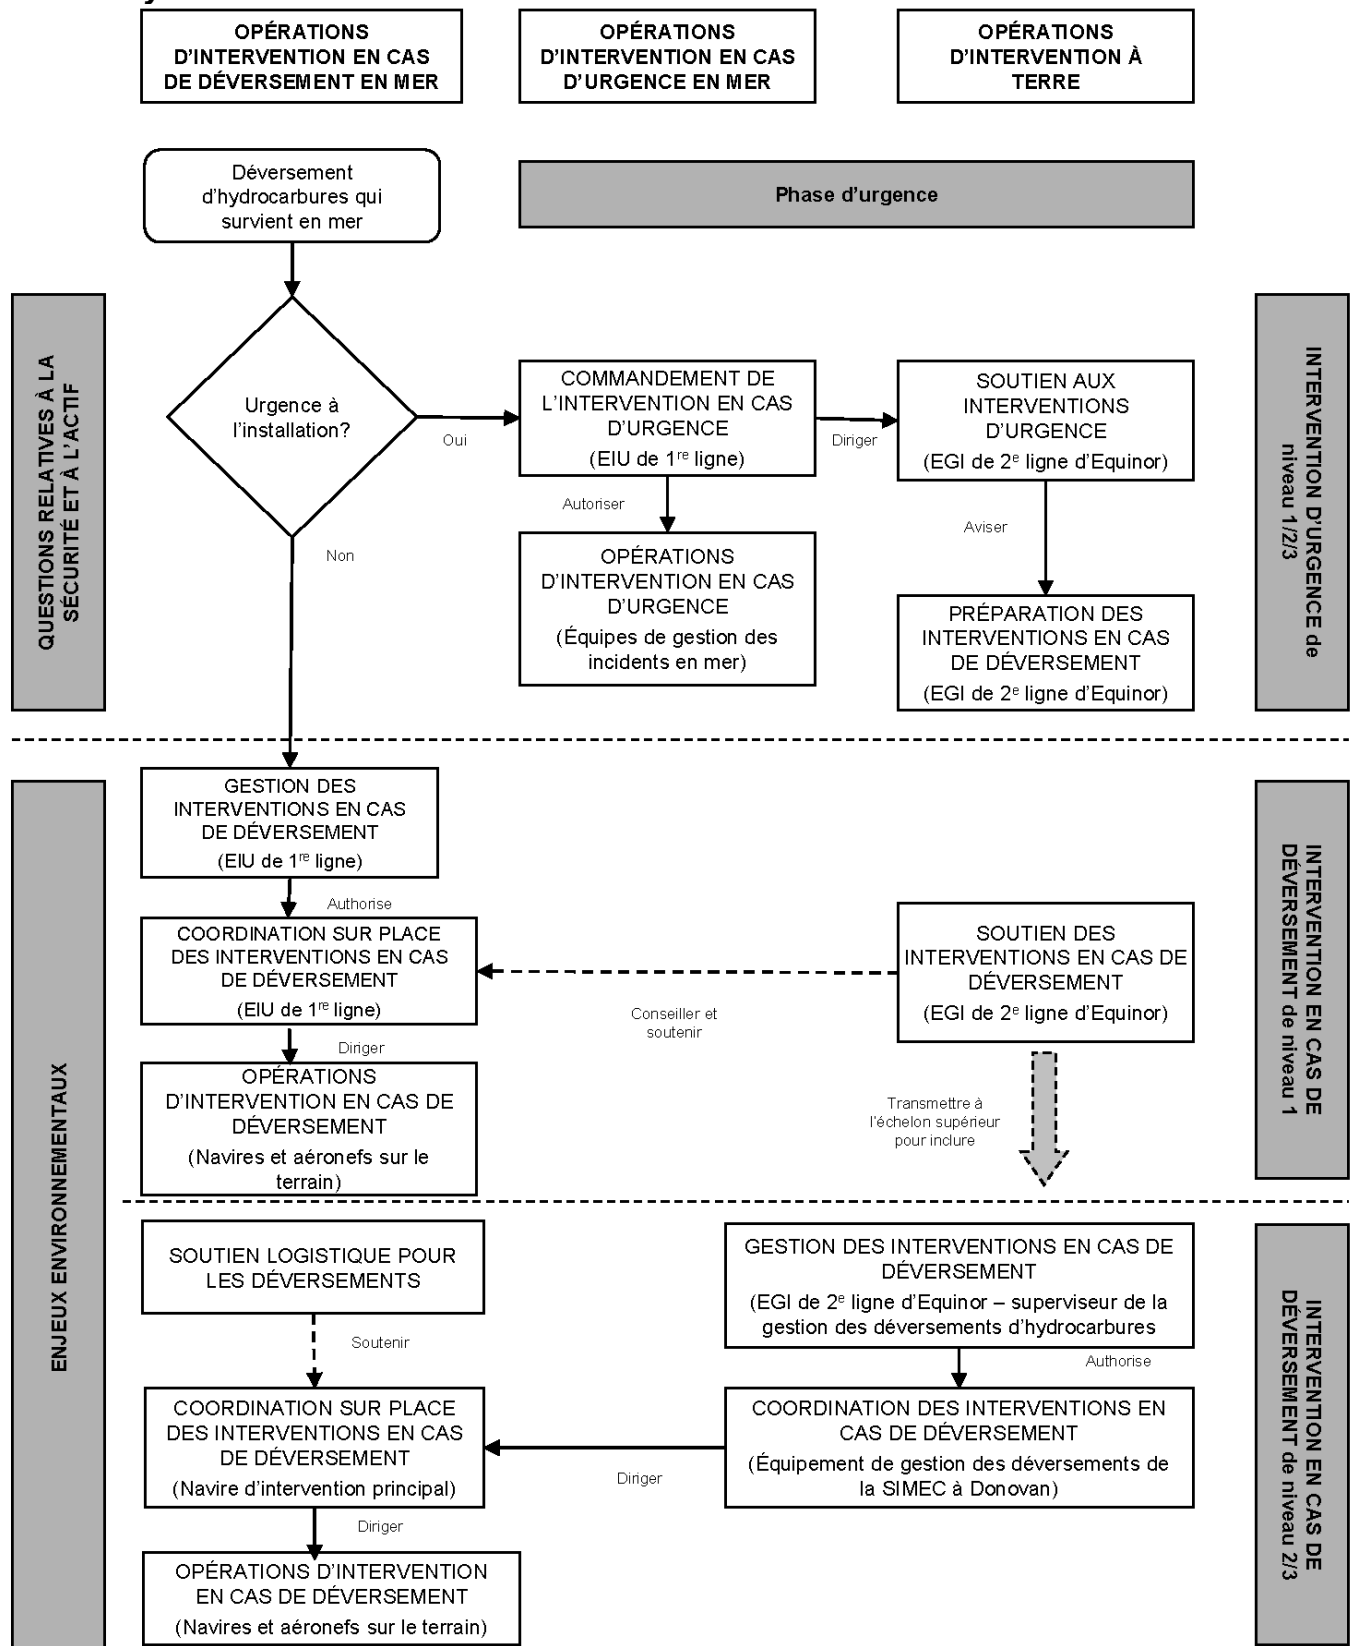 OPÉRATIONS
D'INTERVENTION EN CAS
DE DÉVERSEMENT EN MER
OPÉRATIONS
D'INTERVENTION EN CAS
D'URGENCE EN MER
OPÉRATIONS
D'INTERVENTION À
TERRE
Déversement
d'hydrocarbures qui
survient en mer
Phase d'urgence
QUESTIONS RELATIVES À LA
SÉCURITÉ ET À L'ACTIF
Urgence à
l'installation?
Oui
Non
COMMANDEMENT DE
L'INTERVENTION EN CAS
D'URGENCE
(EIU de 1re ligne)
Diriger
SOUTIEN AUX
INTERVENTIONS
D'URGENCE
(EGI de 2e ligne d'Equinor)
Autoriser
Aviser
OPÉRATIONS
D'INTERVENTION EN CAS
D'URGENCE
(Équipes de gestion des
incidents en mer)
PRÉPARATION DES
INTERVENTIONS EN CAS
DE DÉVERSEMENT
(EGI de 2e ligne d'Equinor)
INTERVENTION D'URGENCE de
niveau 1/2/3
ENJEUX ENVIRONNEMENTAUX
GESTION DES
INTERVENTIONS EN CAS
DE DÉVERSEMENT
(EIU de 1re ligne)
Authorise
COORDINATION SUR PLACE
DES INTERVENTIONS EN CAS
DE DÉVERSEMENT
(EIU de 1re ligne)
Conseiller et
soutenir
SOUTIEN DES
INTERVENTIONS EN CAS DE
DÉVERSEMENT
(EGI de 2e ligne d'Equinor)
Diriger
OPÉRATIONS
D'INTERVENTION EN CAS DE
DÉVERSEMENT
(Navires et aéronefs sur le
terrain)
Transmettre à
l'échelon supérieur
pour inclure
INTERVENTION EN CAS DE
DÉVERSEMENT de niveau 1
SOUTIEN LOGISTIQUE POUR
LES DÉVERSEMENTS
Soutenir
GESTION DES INTERVENTIONS EN CAS DE
DÉVERSEMENT
(EGI de 2e ligne d'Equinor – superviseur de la
gestion des déversements d'hydrocarbures
Authorise
COORDINATION SUR PLACE
DES INTERVENTIONS EN CAS
DE DÉVERSEMENT
(Navire d'intervention principal)
Diriger
COORDINATION DES INTERVENTIONS EN
CAS DE DÉVERSEMENT
(Équipement de gestion des déversements de
la SIMEC à Donovan)
Diriger
OPÉRATIONS D'INTERVENTION
EN CAS DE DÉVERSEMENT
(Navires et aéronefs sur le terrain)
INTERVENTION EN CAS DE
DÉVERSEMENT de niveau 2/3